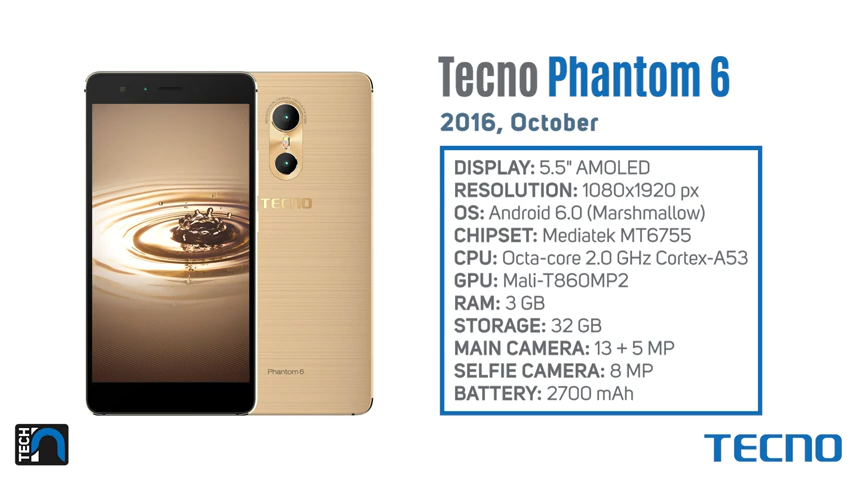 Tecno Phantom 6
2016, October
DISPLAY: 5.5" AMOLED
RESOLUTION: 1080x1920 px
OS: Android 6.0 (Marshmallow)
CHIPSET: Mediatek MT6755
CPU: Octa-core 2.0 GHz Cortex-A53
GPU: Mali-T860MP2
RAM: 3 GB
STORAGE: 32 GB
MAIN CAMERA: 13 + 5 MP
SELFIE CAMERA: 8 MP
BATTERY: 2700 mAh
TECNO
Phantom 6
TECH
TECNO